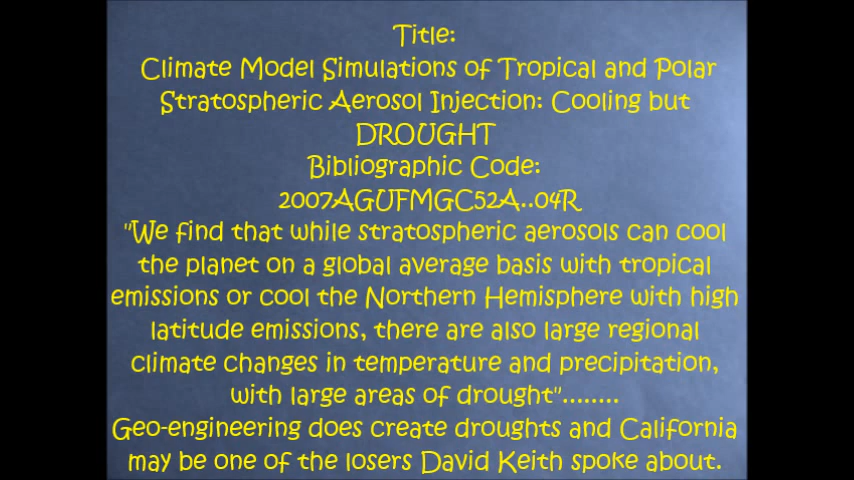 Title:
Climate Model Simulations of Tropical and Polar
Stratospheric Aerosol Injection: Cooling but
DROUGHT
Bibliographic Code:
2007AGUFMGC52A..04R
"We find that while stratospheric aerosols can cool
the planet on a global average basis with tropical
emissions or cool the Northern Hemisphere with high
latitude emissions, there are also large regional
climate changes in temperature and precipitation,
with large areas of drought"........
Geo-engineering does create droughts and California
may be one of the losers David Keith spoke about.